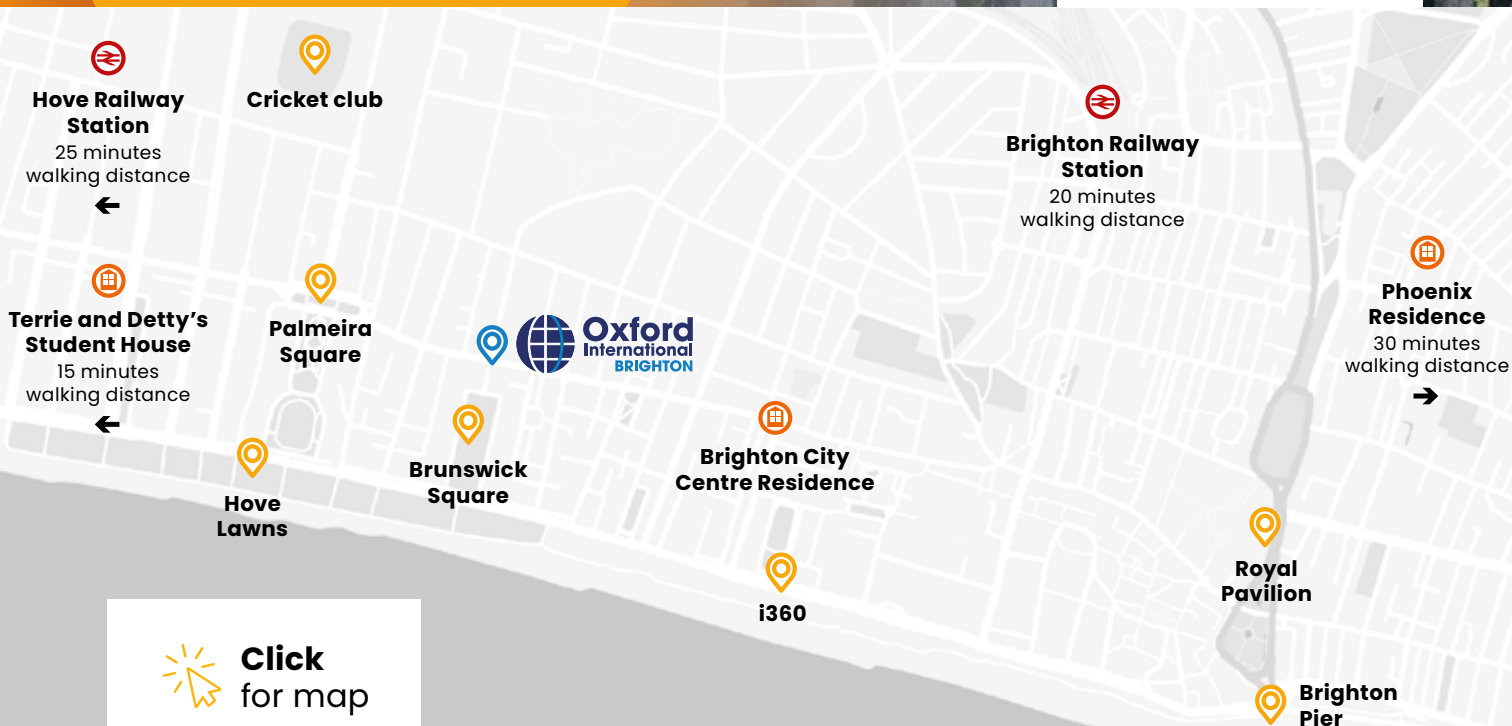 Hove Railway
Station
25 minutes
walking distance
Cricket club
Brighton Railway
Station
20 minutes
walking distance
Phoenix
Residence
30 minutes
walking distance
Terrie and Detty's
Student House
15 minutes
walking distance
Palmeira
Square
Oxford
International
BRIGHTON
Brunswick
Square
Brighton City
Centre Residence
Hove
Lawns
i360
Royal
Pavilion
Click
for map
Brighton
Pier